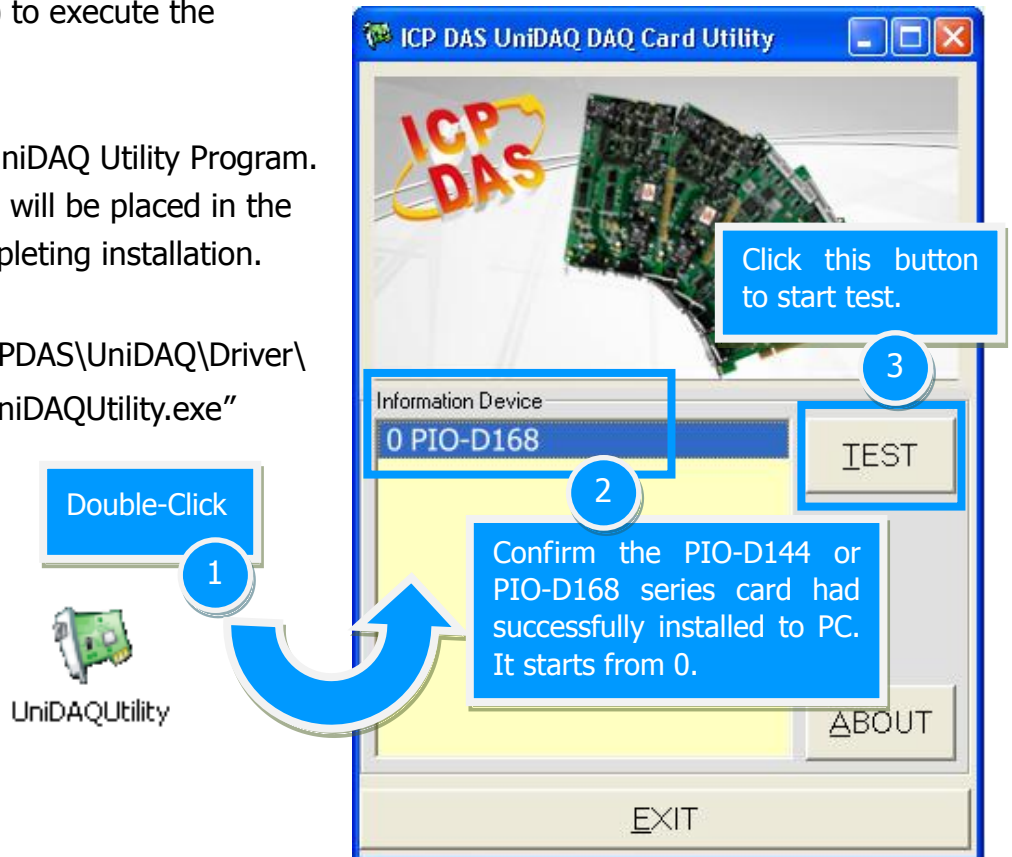 to execute the
niDAQ Utility Program.
will be placed in the
pleting installation.
PDAS\UniDAQ\Driver\
niDAQUtility.exe”
Double-Click
1
UniDAQUtility
ICP DAS UniDAQ DAQ Card Utility
ICP
DAS
Click this button
to start test.
3
Information Device
0 PIO-D168
TEST
2
Confirm the PIO-D144 or
PIO-D168 series card had
successfully installed to PC.
It starts from 0.
ABOUT
EXIT